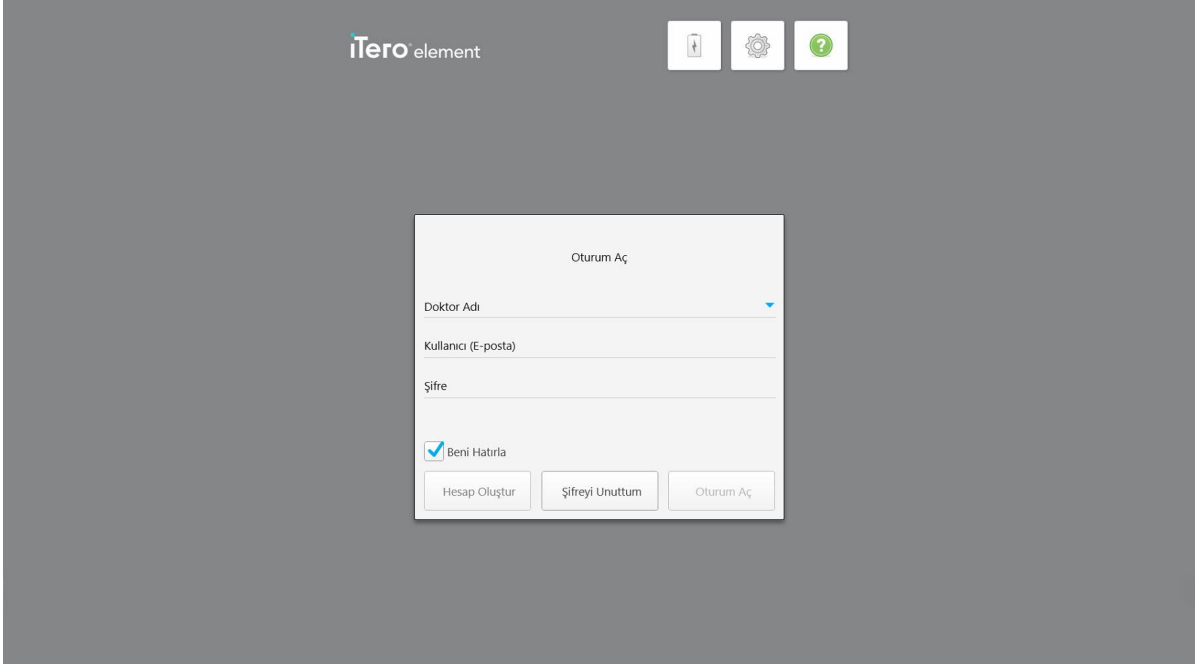 iTero element
?
Oturum Aç
Doktor Adı
Kullanıcı (E-posta)
Şifre
Beni Hatırla
Hesap Oluştur Şifreyi Unuttum Oturum Aç